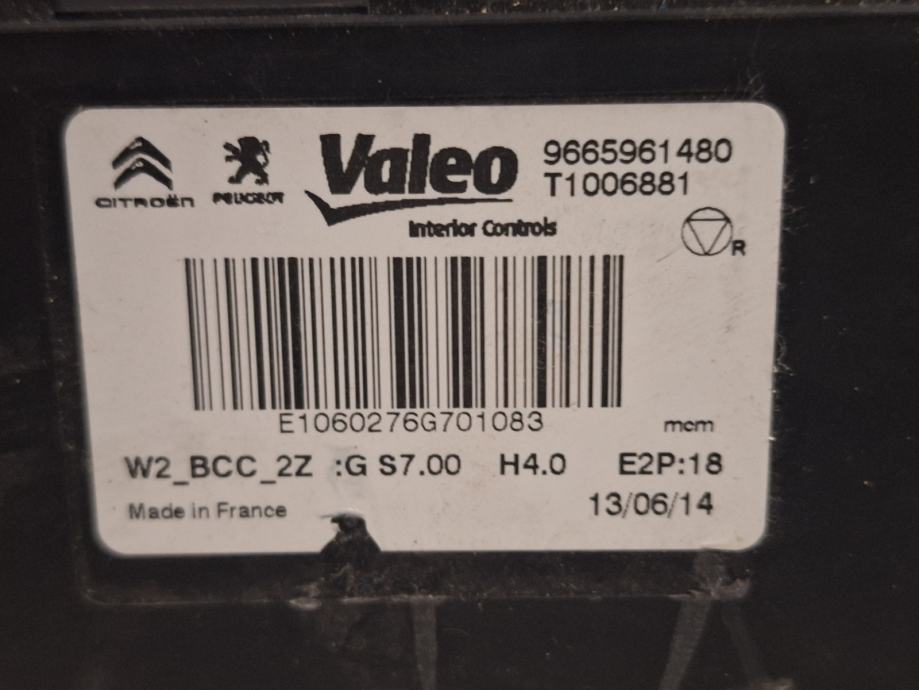 CITROËN PEUGEOT Valeo 9665961480
T1006881
Interior Controls
R
E1060276G701083
mcm
W2_BCC_2Z :G S7.00 H4.0 E2P:18
Made in France 13/06/14